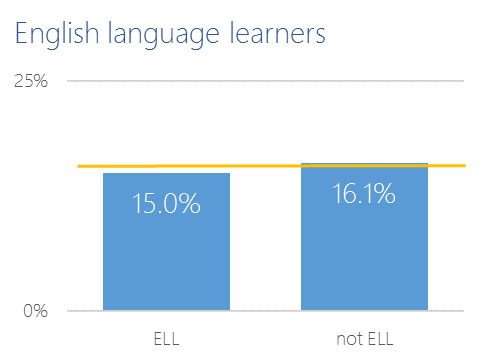 English language learners
25%
15.0%
16.1%
0%
ELL
not ELL